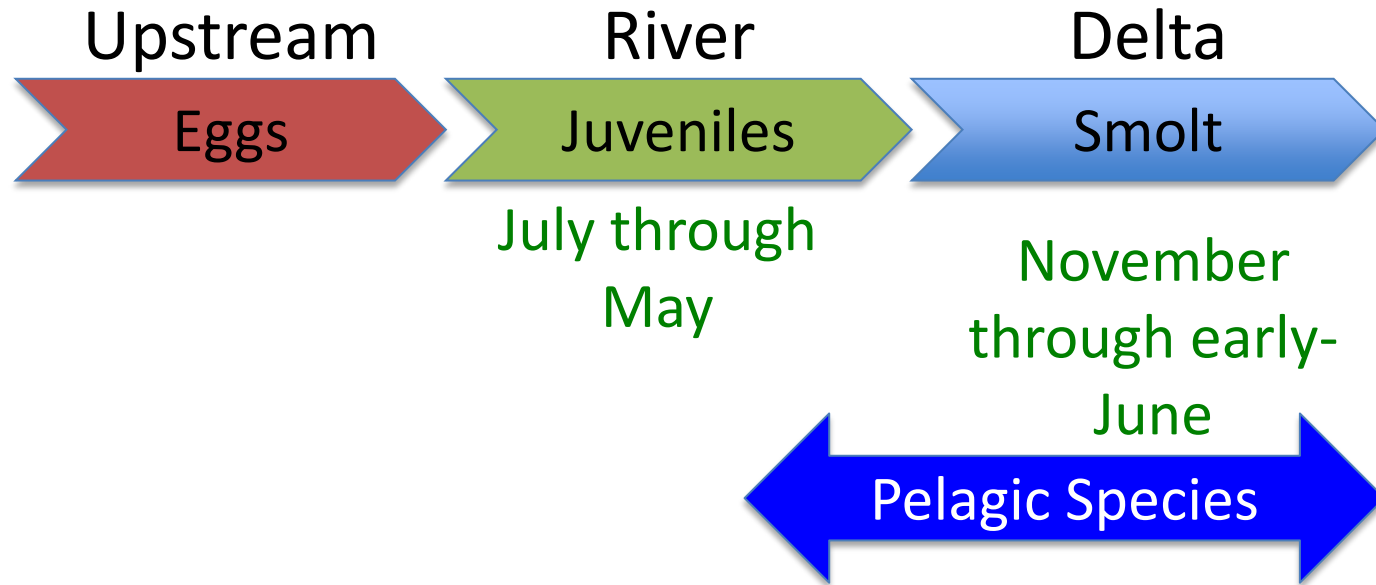 Upstream
River
Delta
Eggs
Juveniles
Smolt
July through
May
November
through early-
June
Pelagic Species